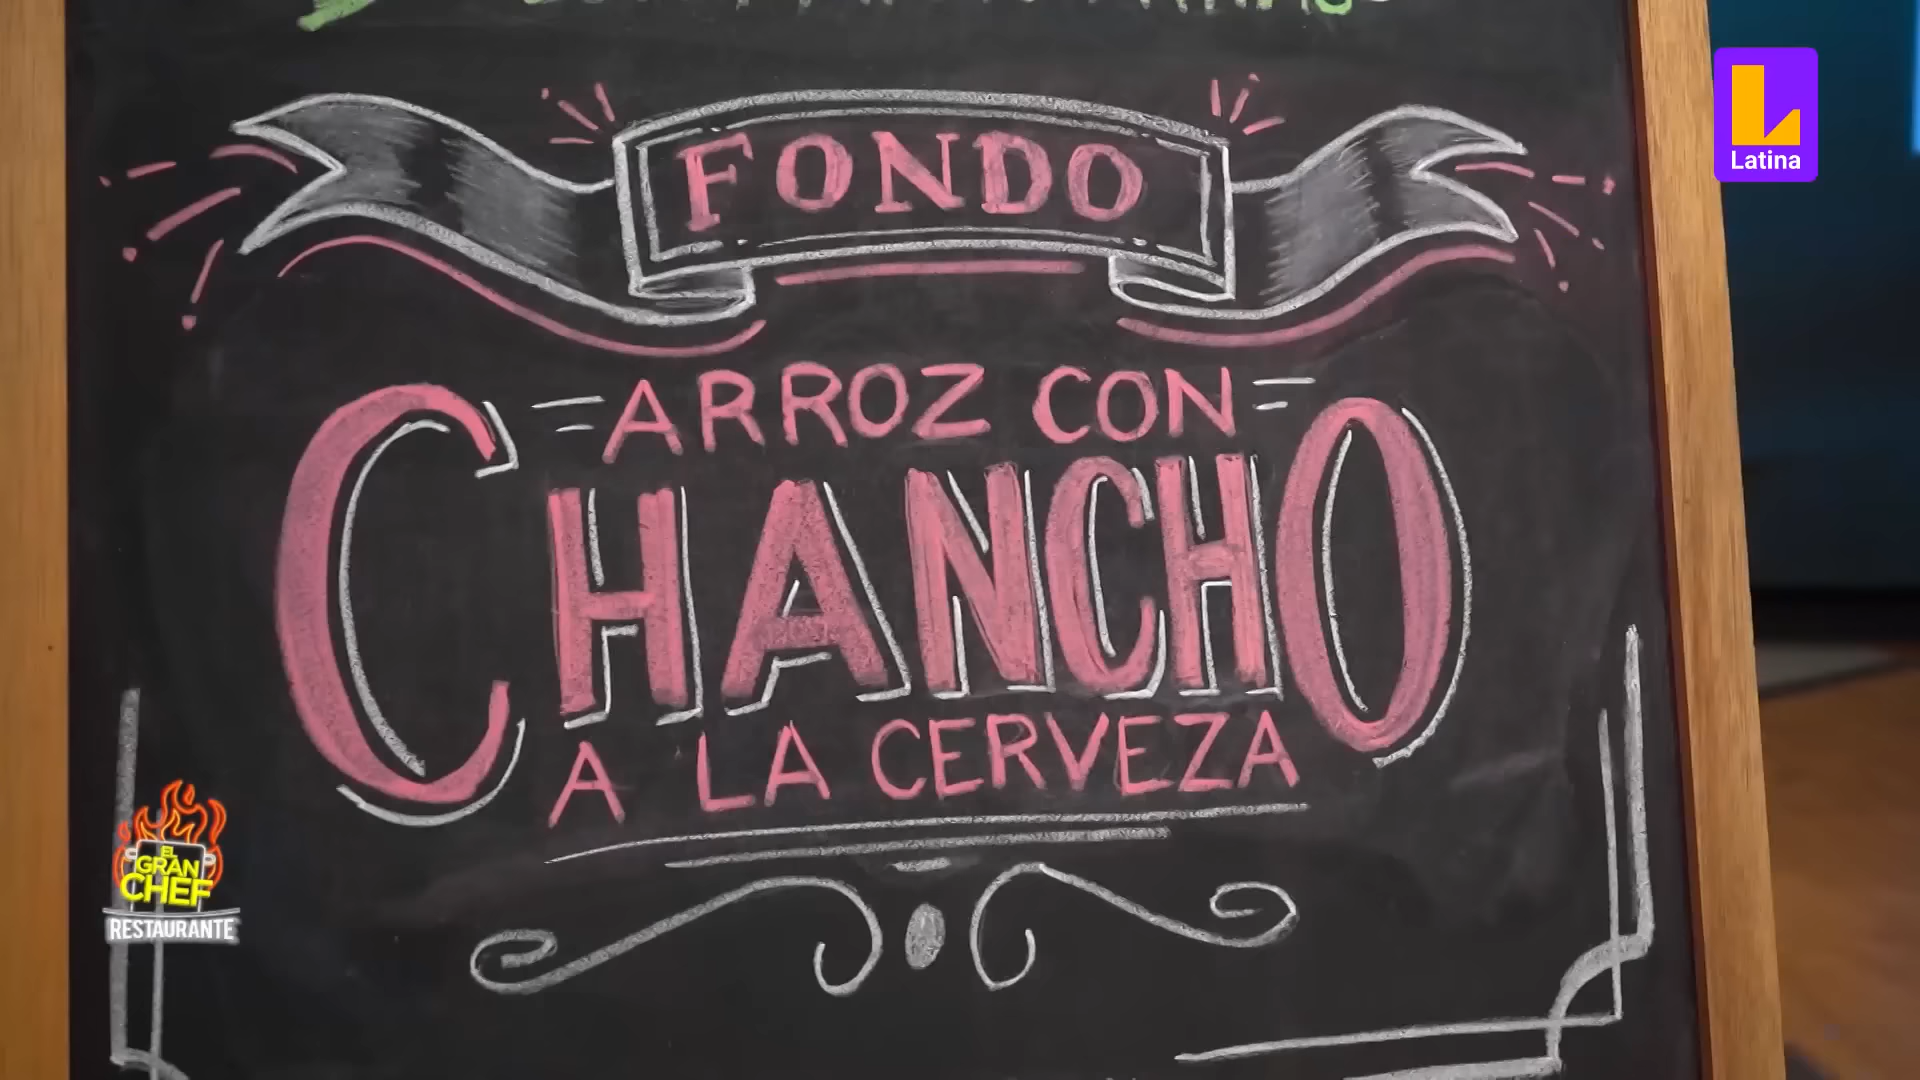 FONDO
ARROZ CON
CHANCHO
A LA CERVEZA
Latina
EL
GRAN
CHEF
RESTAURANTE